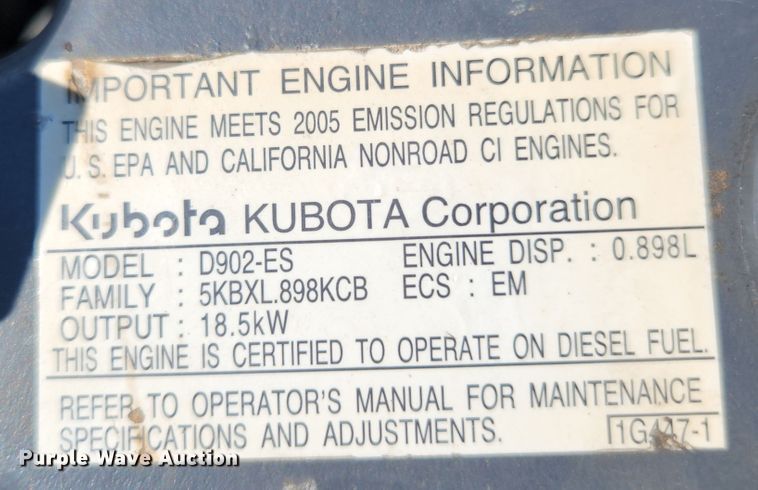 IMPORTANT ENGINE INFORMATION
THIS ENGINE MEETS 2005 EMISSION REGULATIONS FOR
U.S. EPA AND CALIFORNIA NONROAD CI ENGINES.
Kubota KUBOTA Corporation
MODEL : D902-ES ENGINE DISP. : 0.898L
FAMILY : 5KBXL.898KCB ECS : EM
OUTPUT : 18.5kW
THIS ENGINE IS CERTIFIED TO OPERATE ON DIESEL FUEL.
REFER TO OPERATOR'S MANUAL FOR MAINTENANCE
SPECIFICATIONS AND ADJUSTMENTS.
Purple Wave Auction